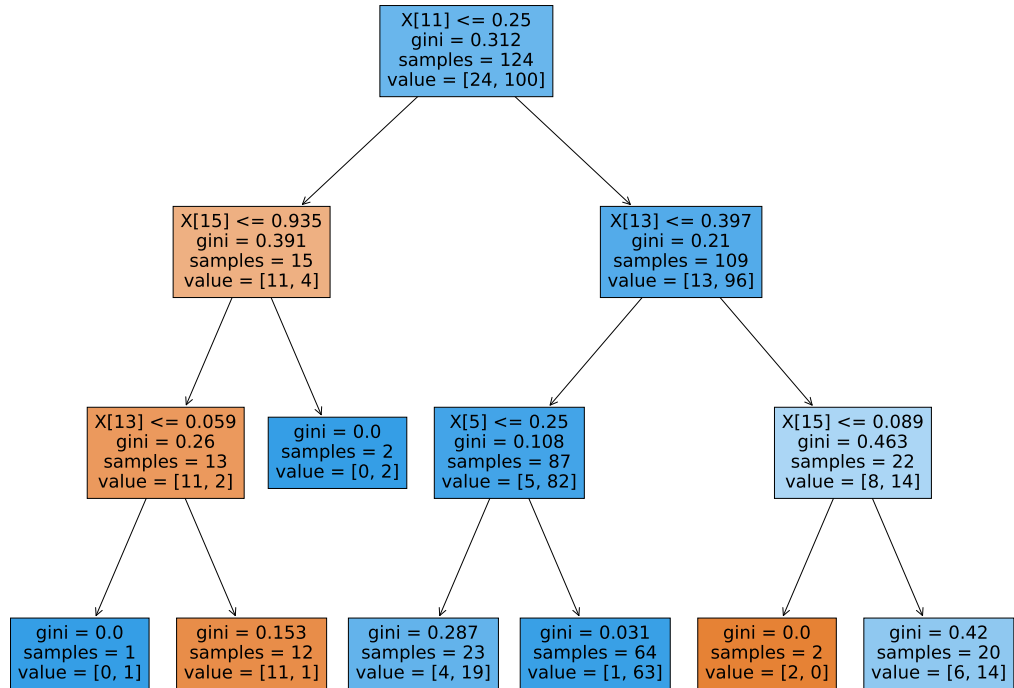 X[11] <= 0.25
gini = 0.312
samples = 124
value = [24, 100]
X[15] <= 0.935
gini = 0.391
samples = 15
value = [11, 4]
X[13] <= 0.397
gini = 0.21
samples = 109
value = [13, 96]
X[13] <= 0.059
gini = 0.26
samples = 13
value = [11, 2]
gini = 0.0
samples = 2
value = [0, 2]
X[5] <= 0.25
gini = 0.108
samples = 87
value = [5, 82]
X[15] <= 0.089
gini = 0.463
samples = 22
value = [8, 14]
gini = 0.0
samples = 1
value = [0, 1]
gini = 0.153
samples = 12
value = [11, 1]
gini = 0.287
samples = 23
value = [4, 19]
gini = 0.031
samples = 64
value = [1, 63]
gini = 0.0
samples = 2
value = [2, 0]
gini = 0.42
samples = 20
value = [6, 14]